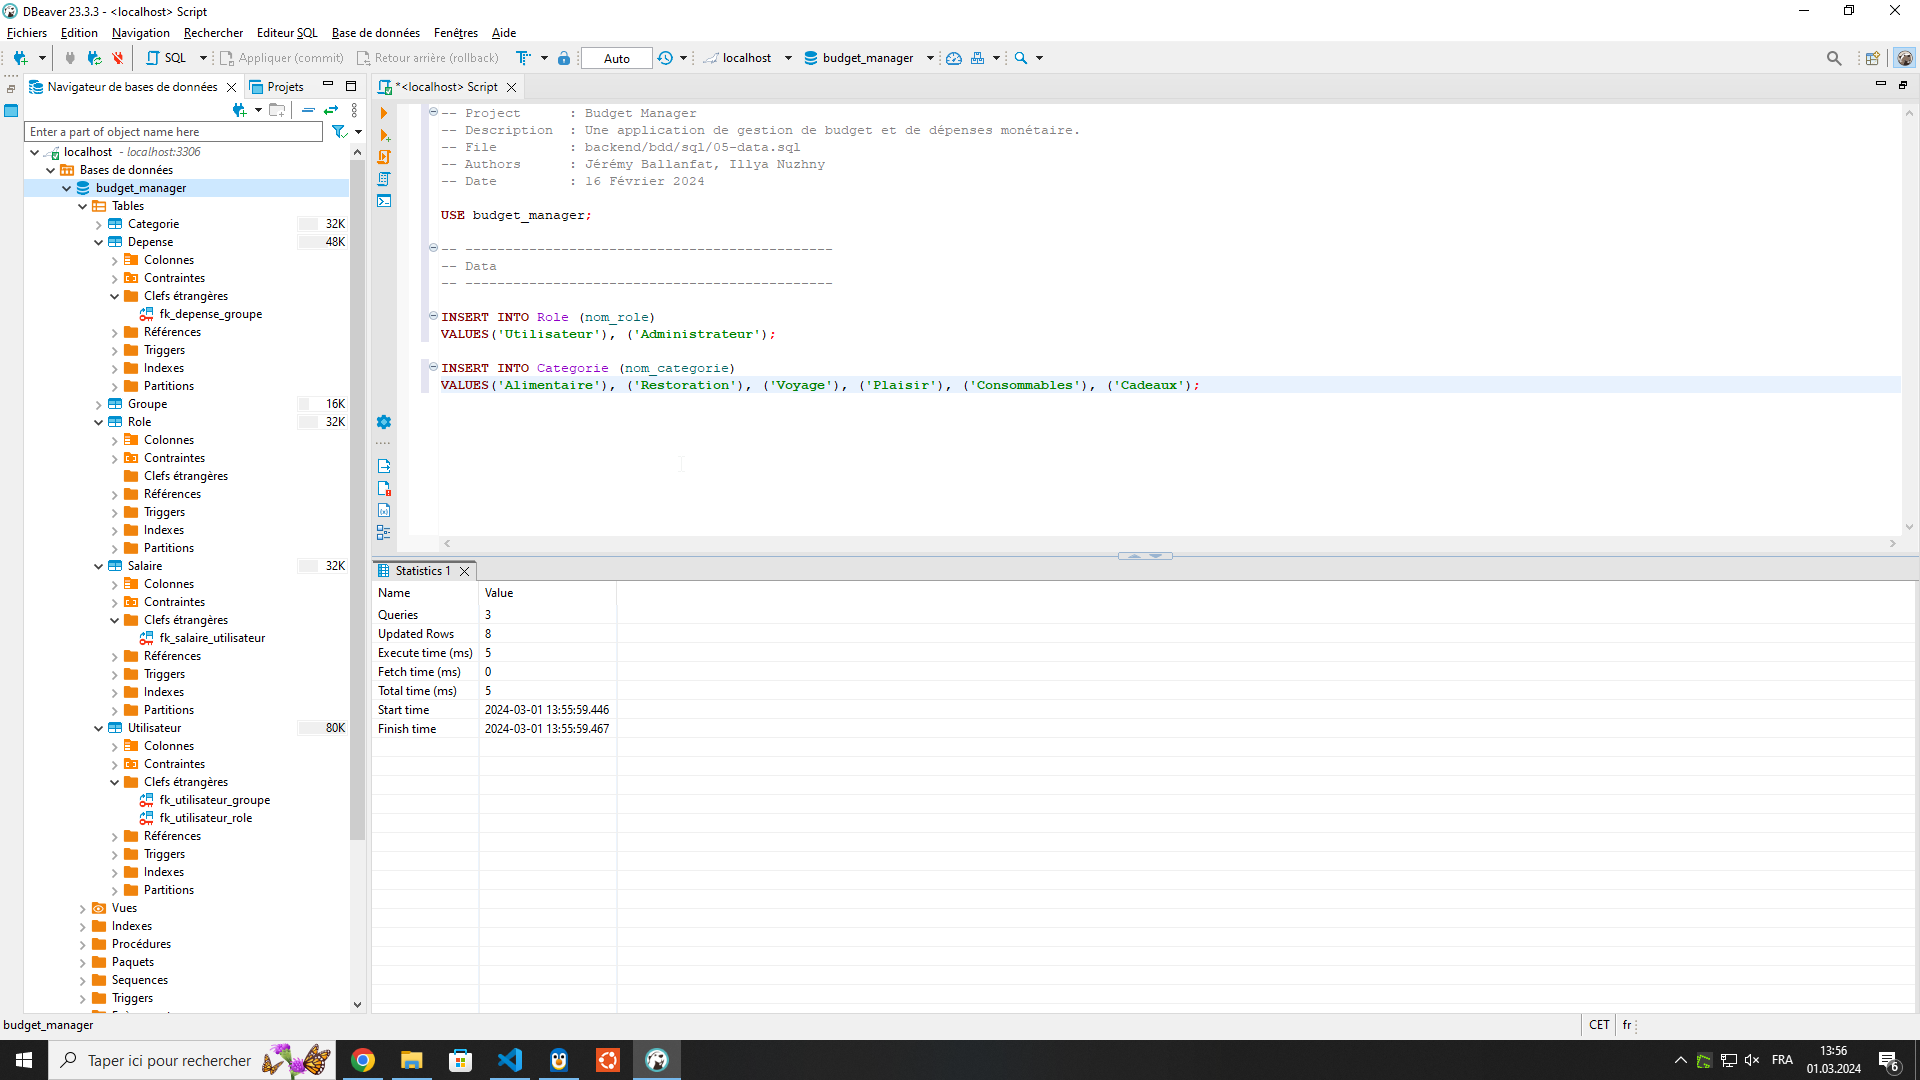 DBeaver 23.3.3 - <localhost> Script
Fichiers Edition Navigation Rechercher Editeur SQL Base de données Fenêtres Aide
SQL Appliquer (commit) Retour arrière (rollback) Auto localhost budget_manager
Navigateur de bases de données Projets
*<localhost> Script
Enter a part of object name here
localhost - localhost:3306
Bases de données
budget_manager
Tables
Categorie 32K
Depense 48K
Colonnes
Contraintes
Clefs étrangères
fk_depense_groupe
Références
Triggers
Indexes
Partitions
Groupe 16K
Role 32K
Colonnes
Contraintes
Clefs étrangères
Références
Triggers
Indexes
Partitions
Salaire 32K
Colonnes
Contraintes
Clefs étrangères
fk_salaire_utilisateur
Références
Triggers
Indexes
Partitions
Utilisateur 80K
Colonnes
Contraintes
Clefs étrangères
fk_utilisateur_groupe
fk_utilisateur_role
Références
Triggers
Indexes
Partitions
Vues
Indexes
Procédures
Paquets
Sequences
Triggers
-- Project : Budget Manager
-- Description : Une application de gestion de budget et de dépenses monétaire.
-- File : backend/bdd/sql/05-data.sql
-- Authors : Jérémy Ballanfat, Illya Nuzhny
-- Date : 16 Février 2024
USE budget_manager;
-- ----------------------------------------------
-- Data
-- ----------------------------------------------
INSERT INTO Role (nom_role)
VALUES('Utilisateur'), ('Administrateur');
INSERT INTO Categorie (nom_categorie)
VALUES('Alimentaire'), ('Restoration'), ('Voyage'), ('Plaisir'), ('Consommables'), ('Cadeaux');
Statistics 1
Name Value
Queries 3
Updated Rows 8
Execute time (ms) 5
Fetch time (ms) 0
Total time (ms) 5
Start time 2024-03-01 13:55:59.446
Finish time 2024-03-01 13:55:59.467
budget_manager CET fr
Taper ici pour rechercher
FRA
13:56
01.03.2024
6